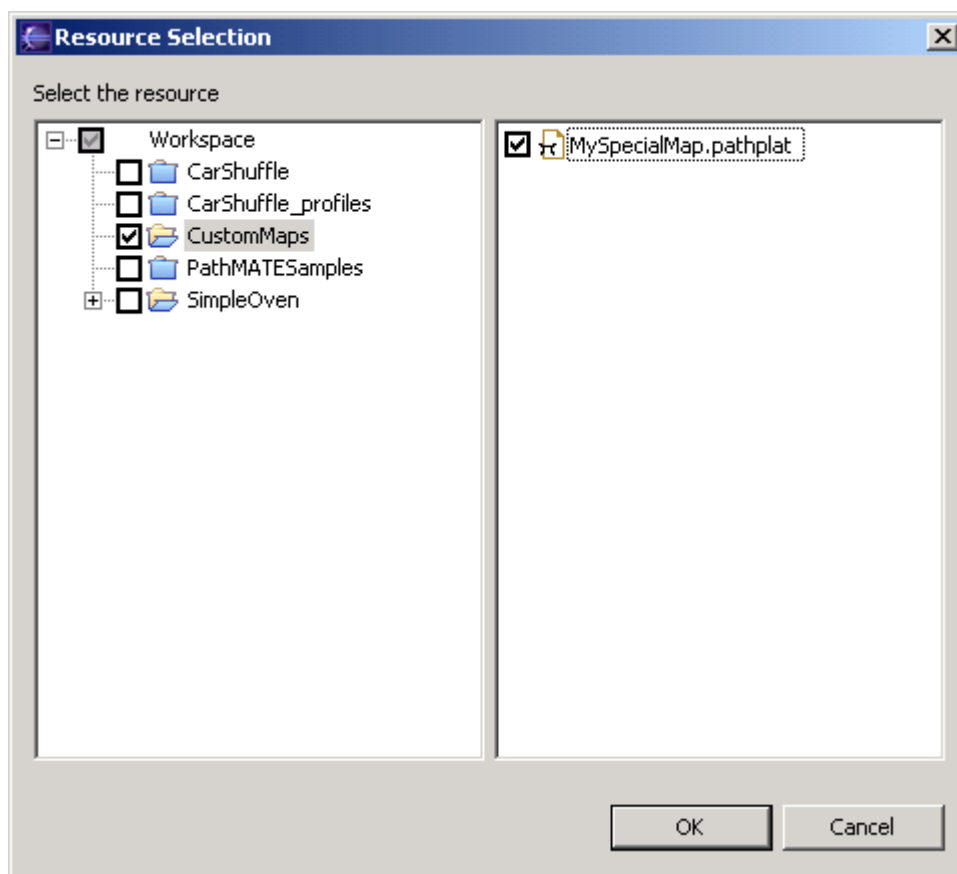 Resource Selection
Select the resource
Workspace
CarShuffle
CarShuffle_profiles
CustomMaps
PathMATESamples
SimpleOven
MySpecialMap.pathplat
OK
Cancel